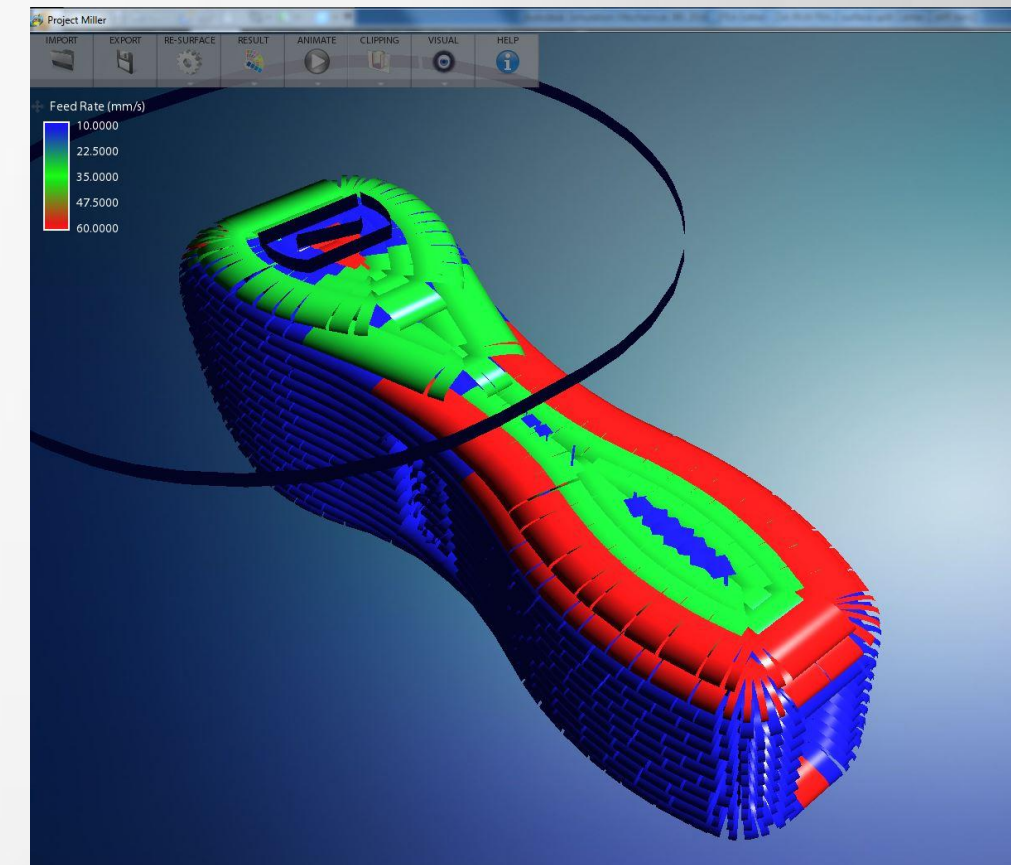 Project Miller
IMPORT EXPORT RE-SURFACE RESULT ANIMATE CLIPPING VISUAL HELP
Feed Rate (mm/s)
10.0000
22.5000
35.0000
47.5000
60.0000